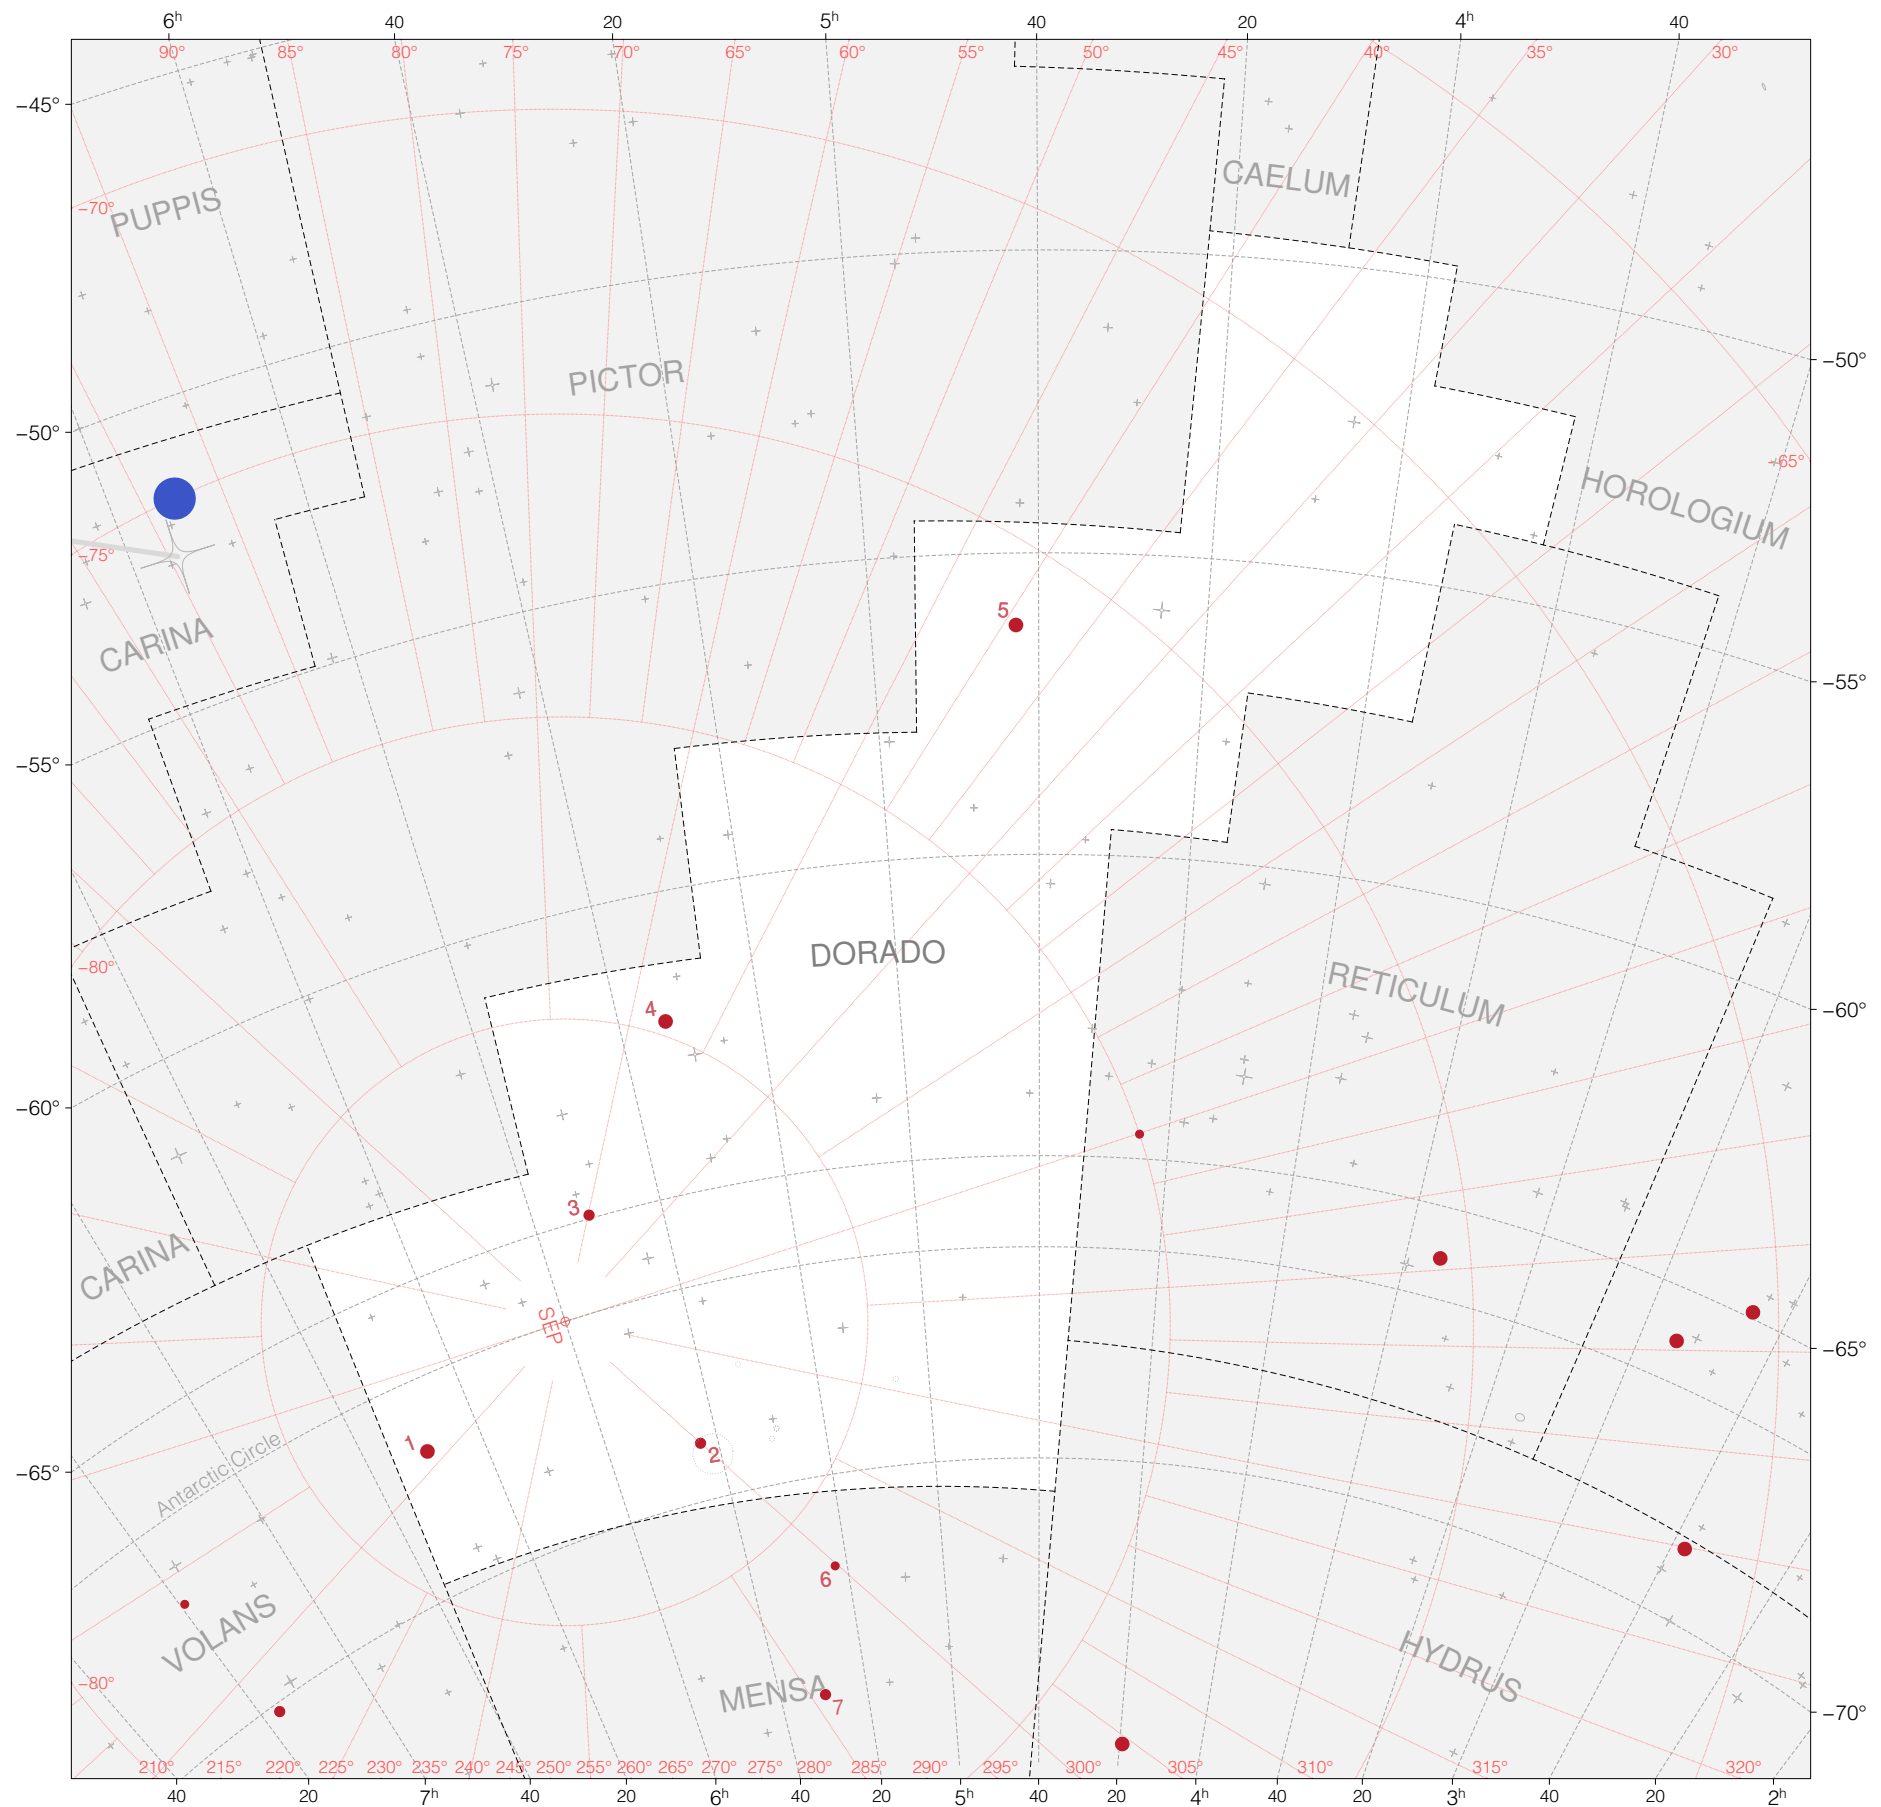 6h 40 20 5h 40 20 4h 40
90° 85° 80° 75° 70° 65° 60° 55° 50° 45° 40° 35° 30°
−45°
CAELUM
PUPPIS
−70°
−50°
PICTOR
−50°
−65°
HOROLOGIUM
−75°
CARINA
5
−55°
−55°
DORADO
−80°
RETICULUM
4
−60°
−60°
3
CARINA
SEP
−65°
1
2
−65°
Antarctic Circle
6
VOLANS
HYDRUS
−80°
MENSA
7
−70°
210° 215° 220° 225° 230° 235° 240° 245° 250° 255° 260° 265° 270° 275° 280° 285° 290° 295° 300° 305° 310° 315° 320°
40 20 7h 40 20 6h 40 20 5h 40 20 4h 40 20 3h 40 20 2h